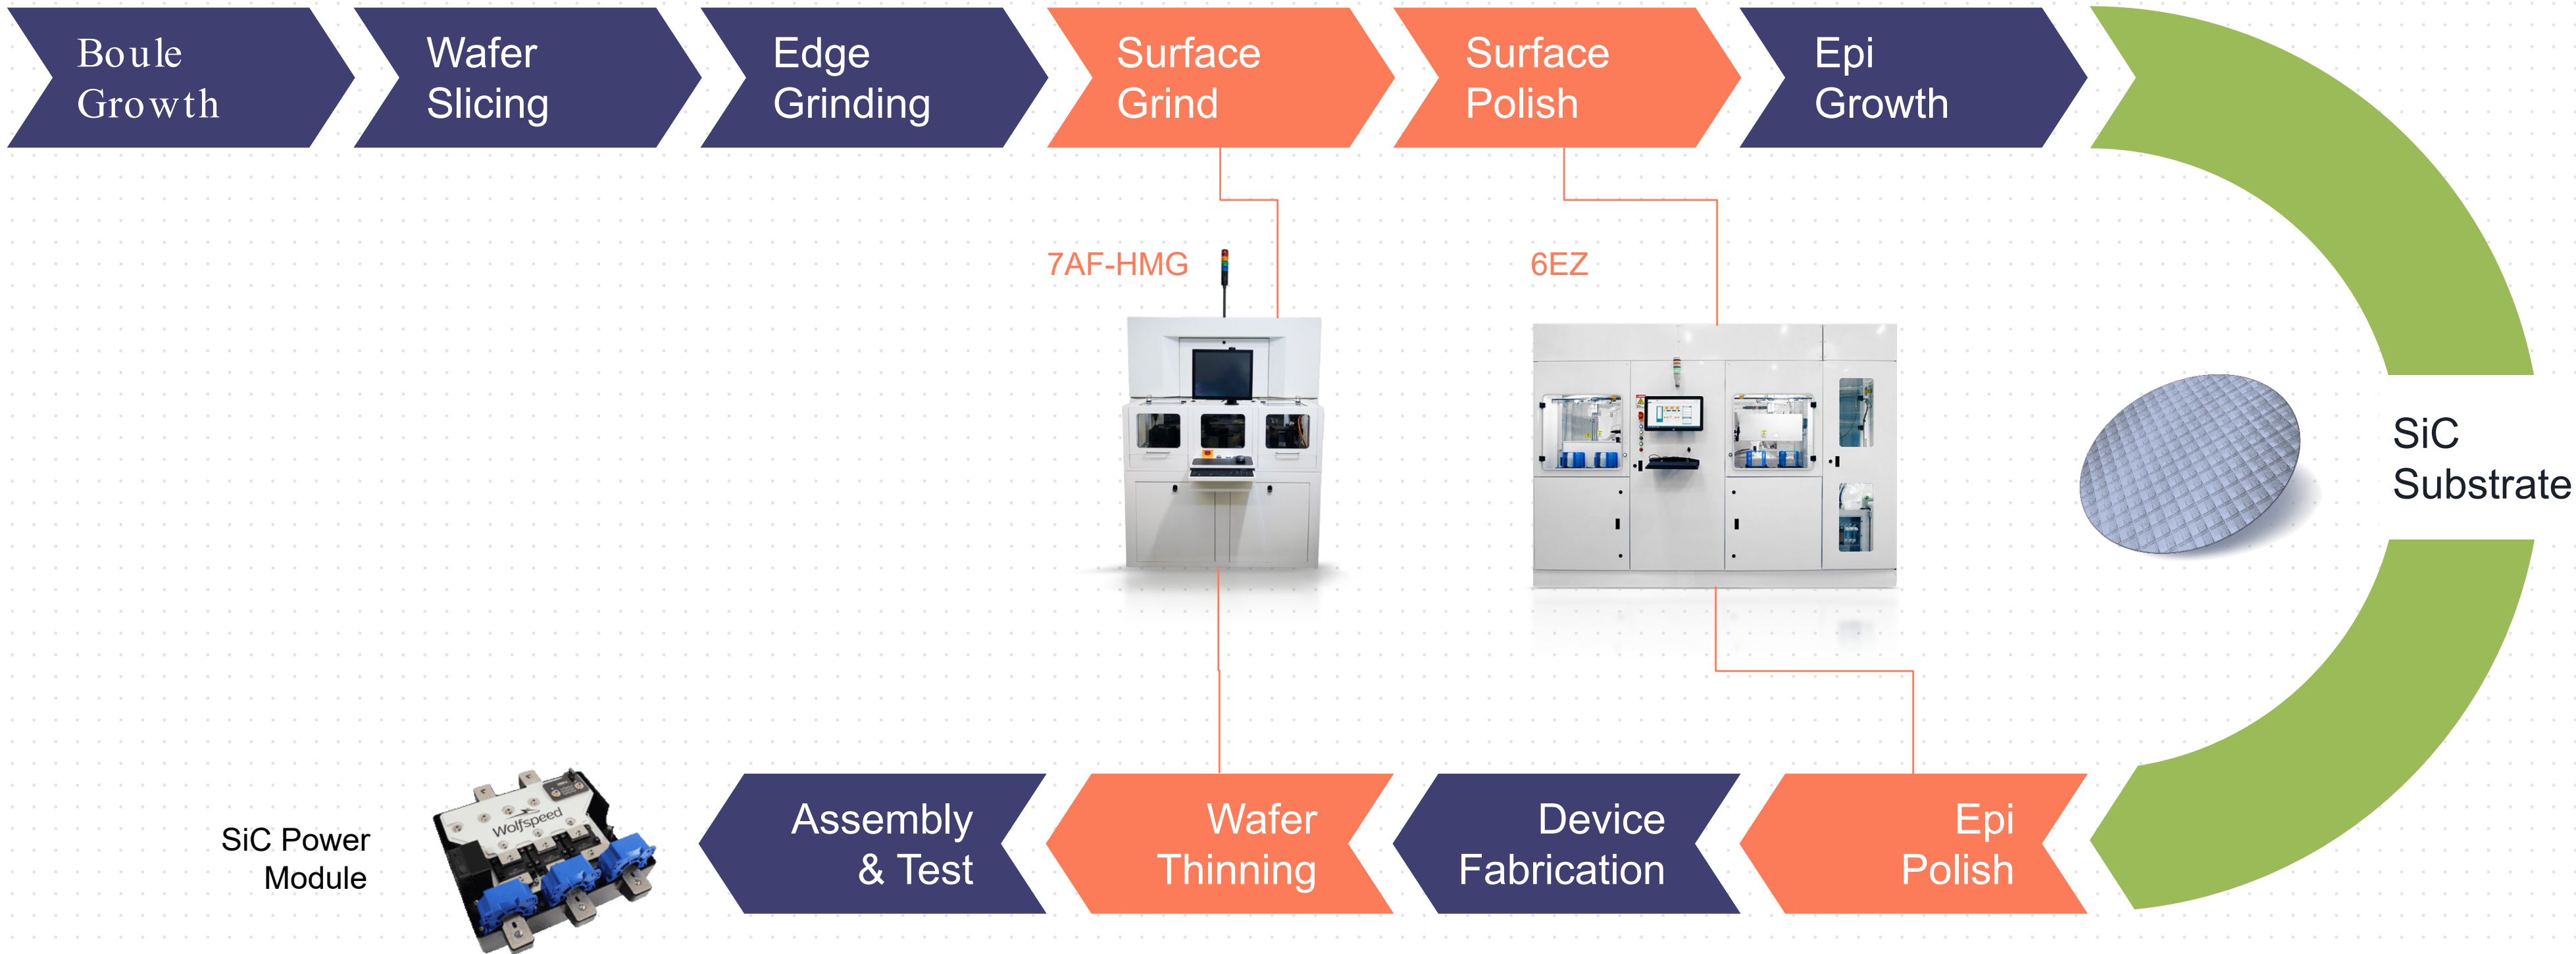 Boule
Growth
Wafer
Slicing
Edge
Grinding
Surface
Grind
Surface
Polish
Epi
Growth
7AF-HMG
6EZ
SiC
Substrate
Epi
Polish
Device
Fabrication
Wafer
Thinning
Assembly
& Test
SiC Power
Module
Wolfspeed